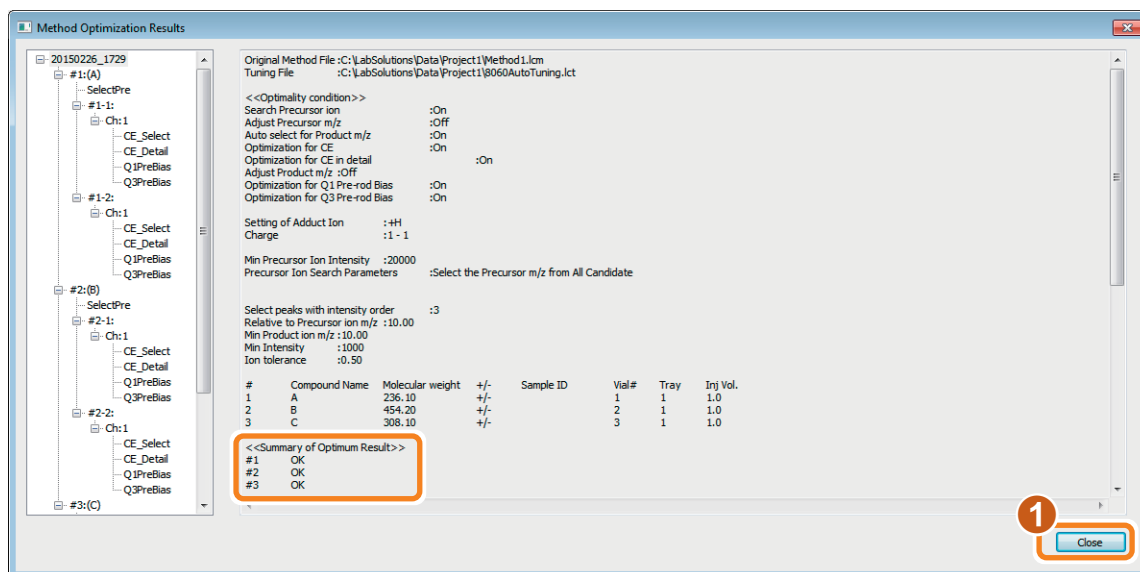 Method Optimization Results
20150226_1729
#1:(A)
SelectPre
#1-1:
Ch:1
CE_Select
CE_Detail
Q1PreBias
Q3PreBias
#1-2:
Ch:1
CE_Select
CE_Detail
Q1PreBias
Q3PreBias
#2:(B)
SelectPre
#2-1:
Ch:1
CE_Select
CE_Detail
Q1PreBias
Q3PreBias
#2-2:
Ch:1
CE_Select
CE_Detail
Q1PreBias
Q3PreBias
#3:(C)
Original Method File :C:\LabSolutions\Data\Project1\Method1.lcm
Tuning File :C:\LabSolutions\Data\Project1\8060AutoTuning.lct
<<Optimality condition>>
Search Precursor ion :On
Adjust Precursor m/z :Off
Auto select for Product m/z :On
Optimization for CE :On
Optimization for CE in detail :On
Adjust Product m/z :Off
Optimization for Q1 Pre-rod Bias :On
Optimization for Q3 Pre-rod Bias :On
Setting of Adduct Ion :+H
Charge :1 - 1
Min Precursor Ion Intensity :20000
Precursor Ion Search Parameters :Select the Precursor m/z from All Candidate
Select peaks with intensity order :3
Relative to Precursor ion m/z :10.00
Min Product ion m/z :10.00
Min Intensity :1000
Ion tolerance :0.50
# Compound Name Molecular weight +/- Sample ID Vial# Tray Inj Vol.
1 A 236.10 +/- 1 1 1.0
2 B 454.20 +/- 2 1 1.0
3 C 308.10 +/- 3 1 1.0
<<Summary of Optimum Result>>
#1 OK
#2 OK
#3 OK
1
Close